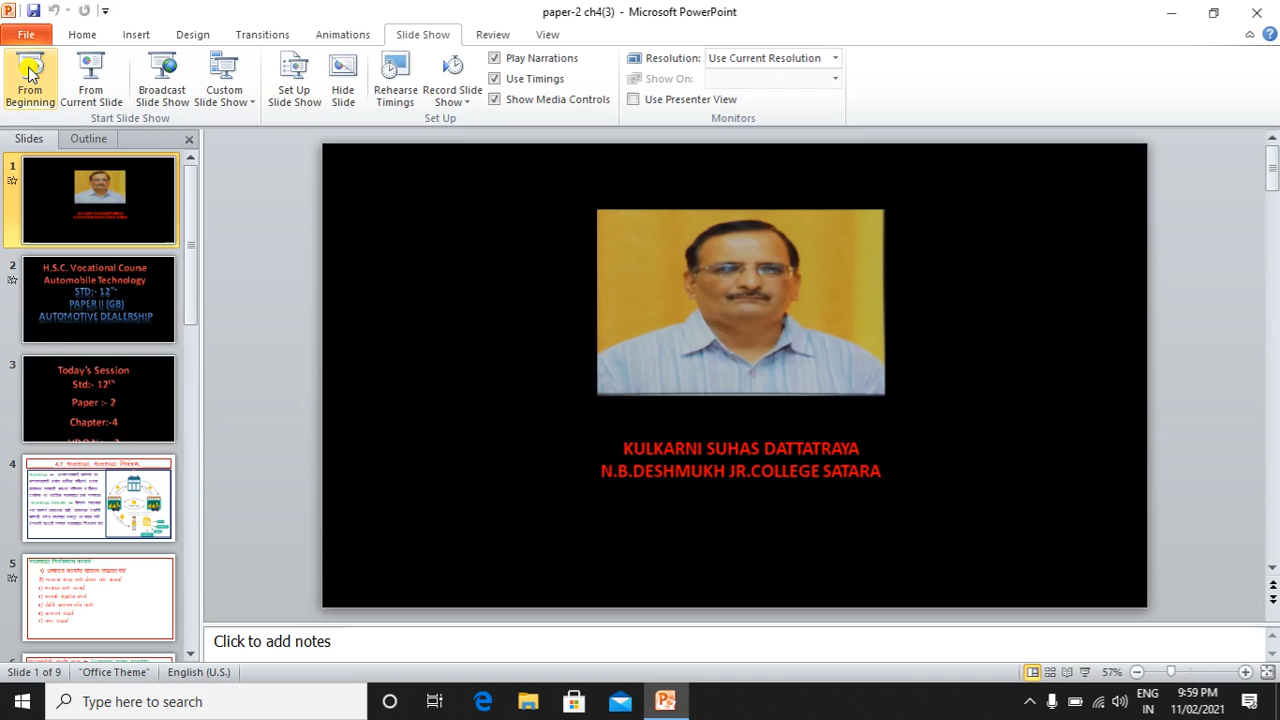 paper-2 ch4(3) - Microsoft PowerPoint
File Home Insert Design Transitions Animations Slide Show Review View
From Beginning
From Current Slide
Broadcast Slide Show
Custom Slide Show
Set Up Slide Show
Hide Slide
Rehearse Timings
Record Slide Show
Play Narrations
Use Timings
Show Media Controls
Resolution: Use Current Resolution
Show On:
Use Presenter View
Start Slide Show Set Up Monitors
Slides Outline
1
2
H.S.C. Vocational Course
Automobile Technology
STD:- 12TH
PAPER II (GB)
AUTOMOTIVE DEALERSHIP
3
Today's Session
Std:- 12th
Paper :- 2
Chapter:-4
4
5
KULKARNI SUHAS DATTATRAYA
N.B.DESHMUKH JR.COLLEGE SATARA
Click to add notes
Slide 1 of 9 "Office Theme" English (U.S.) 57%
Type here to search
ENG
IN
9:59 PM
11/02/2021